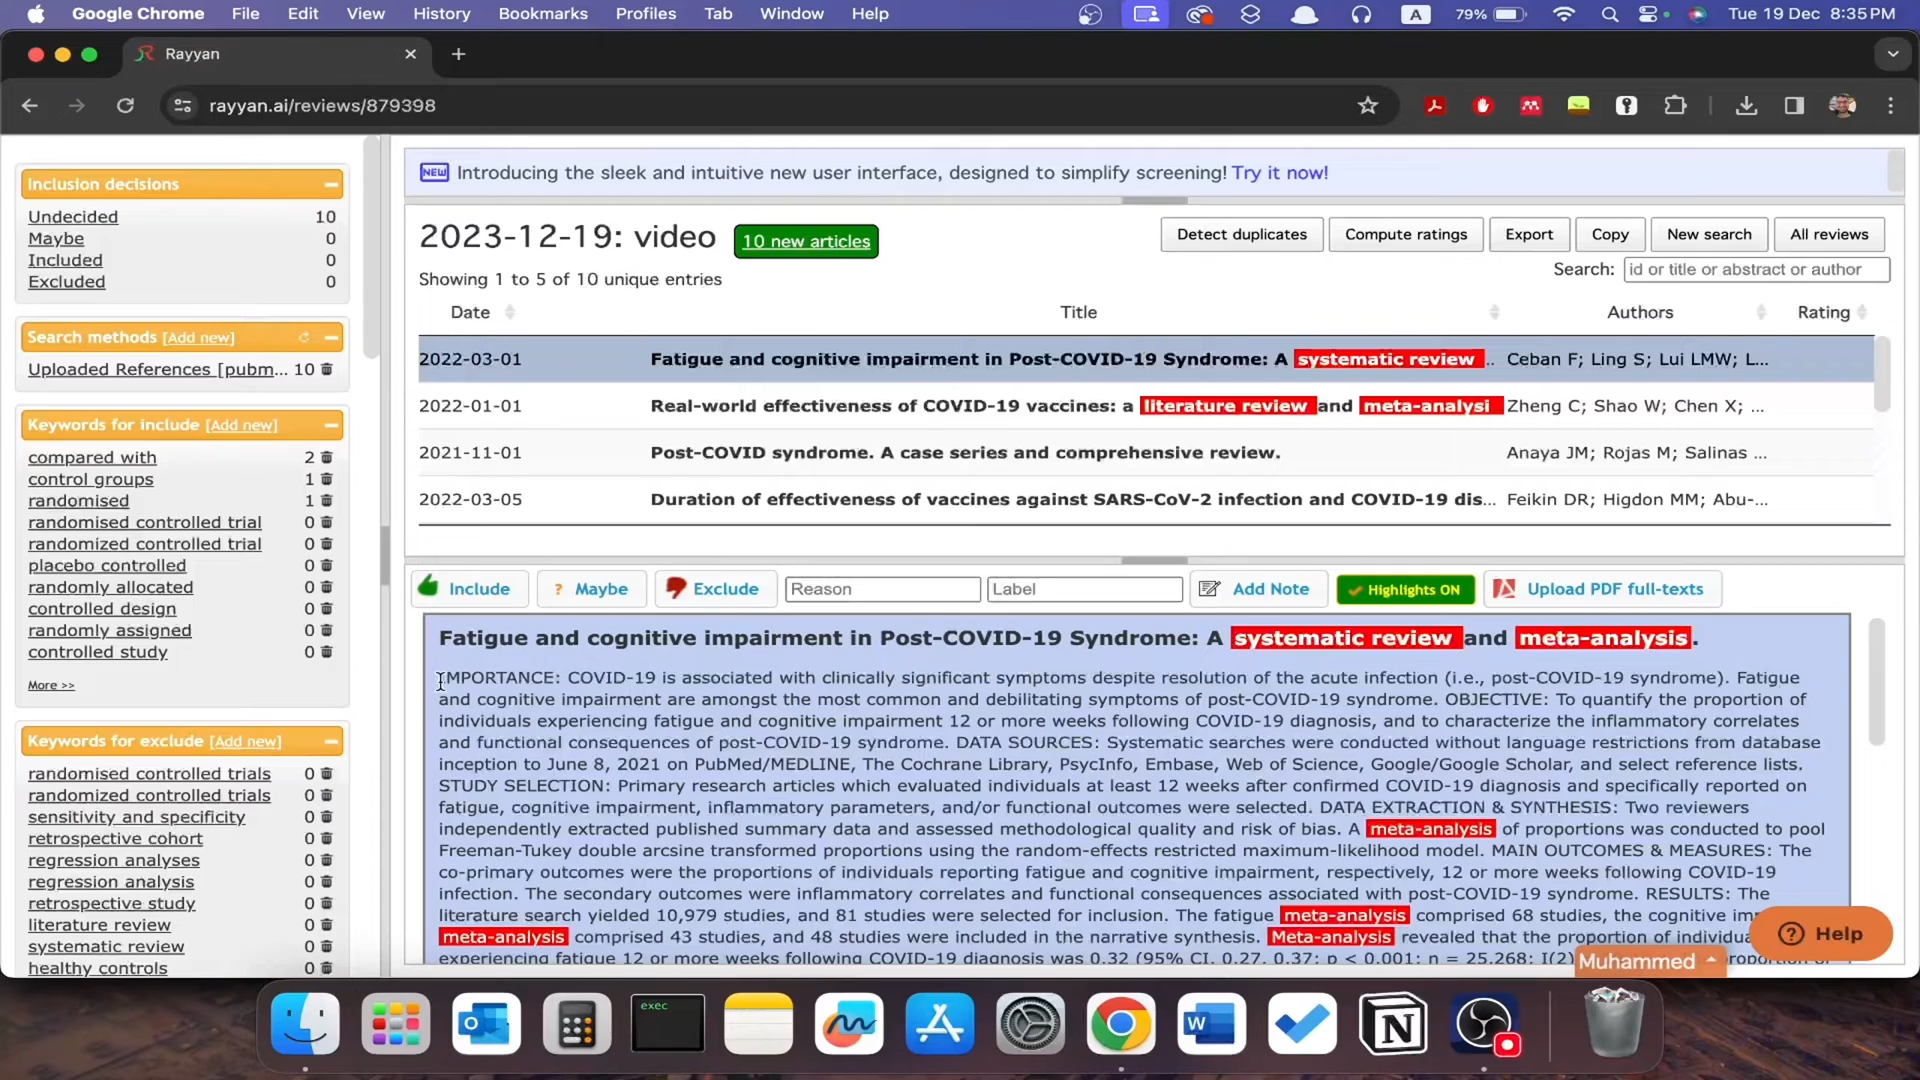 Google Chrome File Edit View History Bookmarks Profiles Tab Window Help A 79% Tue 19 Dec 8:35 PM
Rayyan
rayyan.ai/reviews/879398
NEW Introducing the sleek and intuitive new user interface, designed to simplify screening! Try it now!
Inclusion decisions
Undecided 10
Maybe 0
Included 0
Excluded 0
Search methods [Add new]
Uploaded References [pubm... 10
Keywords for include [Add new]
compared with 2
control groups 1
randomised 1
randomised controlled trial 0
randomized controlled trial 0
placebo controlled 0
randomly allocated 0
controlled design 0
randomly assigned 0
controlled study 0
More >>
Keywords for exclude [Add new]
randomised controlled trials 0
randomized controlled trials 0
sensitivity and specificity 0
retrospective cohort 0
regression analyses 0
regression analysis 0
retrospective study 0
literature review 0
systematic review 0
healthy controls 0
2023-12-19: video 10 new articles
Detect duplicates Compute ratings Export Copy New search All reviews
Showing 1 to 5 of 10 unique entries
Search: id or title or abstract or author
Date Title Authors Rating
2022-03-01 Fatigue and cognitive impairment in Post-COVID-19 Syndrome: A systematic review .. Ceban F; Ling S; Lui LMW; L...
2022-01-01 Real-world effectiveness of COVID-19 vaccines: a literature review and meta-analysi Zheng C; Shao W; Chen X; ...
2021-11-01 Post-COVID syndrome. A case series and comprehensive review. Anaya JM; Rojas M; Salinas ...
2022-03-05 Duration of effectiveness of vaccines against SARS-CoV-2 infection and COVID-19 dis... Feikin DR; Higdon MM; Abu-...
Include ? Maybe Exclude Reason Label Add Note Highlights ON Upload PDF full-texts
Fatigue and cognitive impairment in Post-COVID-19 Syndrome: A systematic review and meta-analysis.
IMPORTANCE: COVID-19 is associated with clinically significant symptoms despite resolution of the acute infection (i.e., post-COVID-19 syndrome). Fatigue
and cognitive impairment are amongst the most common and debilitating symptoms of post-COVID-19 syndrome. OBJECTIVE: To quantify the proportion of
individuals experiencing fatigue and cognitive impairment 12 or more weeks following COVID-19 diagnosis, and to characterize the inflammatory correlates
and functional consequences of post-COVID-19 syndrome. DATA SOURCES: Systematic searches were conducted without language restrictions from database
inception to June 8, 2021 on PubMed/MEDLINE, The Cochrane Library, PsycInfo, Embase, Web of Science, Google/Google Scholar, and select reference lists.
STUDY SELECTION: Primary research articles which evaluated individuals at least 12 weeks after confirmed COVID-19 diagnosis and specifically reported on
fatigue, cognitive impairment, inflammatory parameters, and/or functional outcomes were selected. DATA EXTRACTION & SYNTHESIS: Two reviewers
independently extracted published summary data and assessed methodological quality and risk of bias. A meta-analysis of proportions was conducted to pool
Freeman-Tukey double arcsine transformed proportions using the random-effects restricted maximum-likelihood model. MAIN OUTCOMES & MEASURES: The
co-primary outcomes were the proportions of individuals reporting fatigue and cognitive impairment, respectively, 12 or more weeks following COVID-19
infection. The secondary outcomes were inflammatory correlates and functional consequences associated with post-COVID-19 syndrome. RESULTS: The
literature search yielded 10,979 studies, and 81 studies were selected for inclusion. The fatigue meta-analysis comprised 68 studies, the cognitive
meta-analysis comprised 43 studies, and 48 studies were included in the narrative synthesis. Meta-analysis revealed that the proportion of
experiencing fatigue 12 or more weeks following COVID-19 diagnosis was 0.32 (95% CI, 0.27, 0.37; p < 0.001; n = 25,268; I(2)
Help
Muhammed
exec